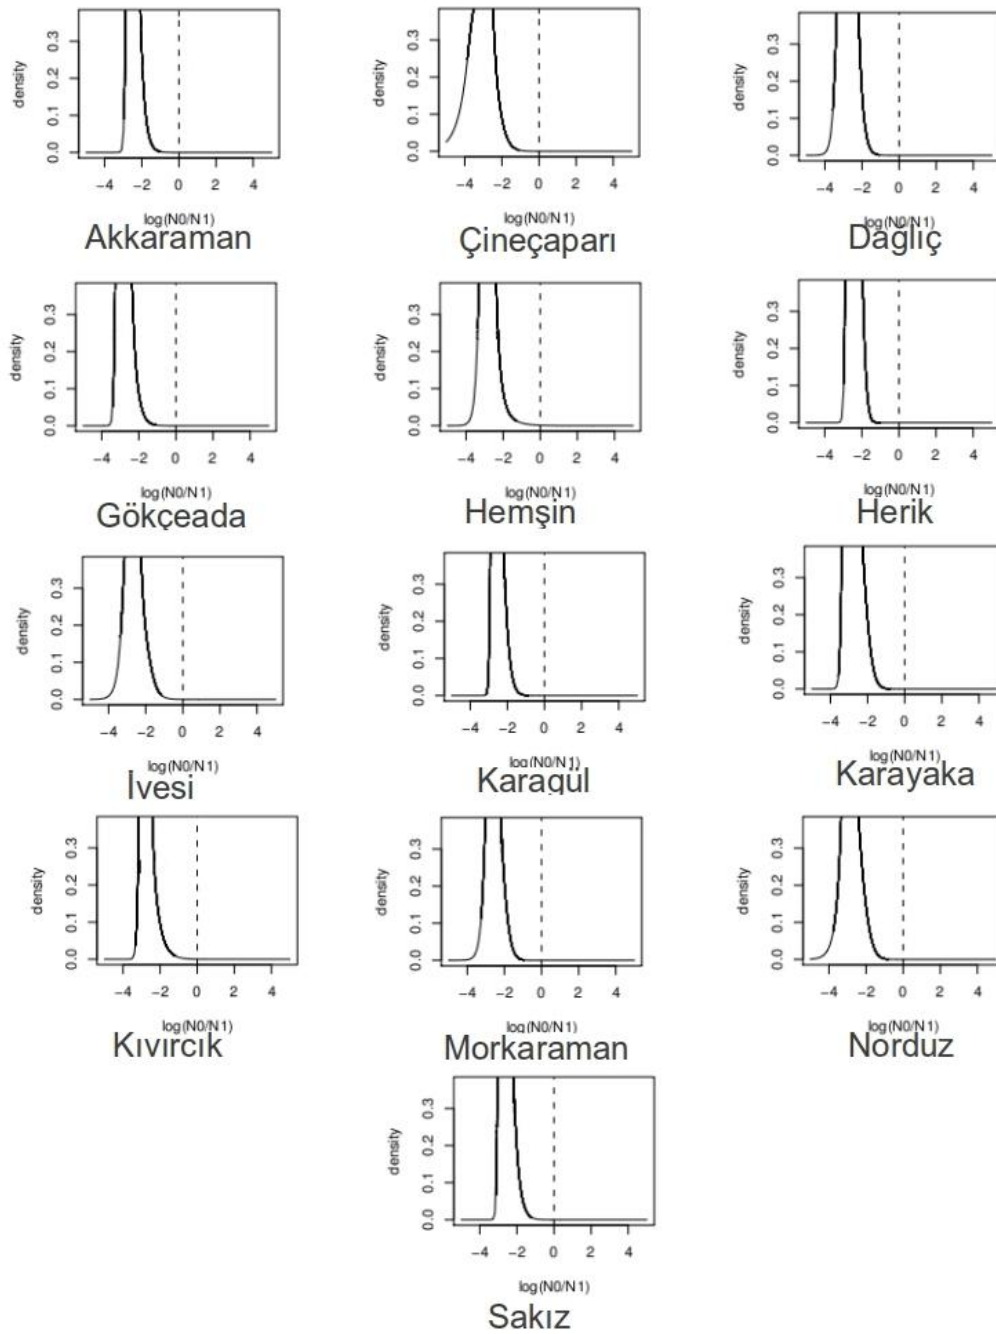 density
0.0 0.1 0.2 0.3
−4 −2 0 2 4
log(N0/N1)
Akkaraman
density
0.0 0.1 0.2 0.3
−4 −2 0 2 4
log(N0/N1)
Çineçaparı
density
0.0 0.1 0.2 0.3
−4 −2 0 2 4
log(N0/N1)
Dağlıç
density
0.0 0.1 0.2 0.3
−4 −2 0 2 4
log(N0/N1)
Gökçeada
density
0.0 0.1 0.2 0.3
−4 −2 0 2 4
log(N0/N1)
Hemşin
density
0.0 0.1 0.2 0.3
−4 −2 0 2 4
log(N0/N1)
Herik
density
0.0 0.1 0.2 0.3
−4 −2 0 2 4
log(N0/N1)
İvesi
density
0.0 0.1 0.2 0.3
−4 −2 0 2 4
log(N0/N1)
Karagül
density
0.0 0.1 0.2 0.3
−4 −2 0 2 4
log(N0/N1)
Karayaka
density
0.0 0.1 0.2 0.3
−4 −2 0 2 4
log(N0/N1)
Kıvırcık
density
0.0 0.1 0.2 0.3
−4 −2 0 2 4
log(N0/N1)
Morkaraman
density
0.0 0.1 0.2 0.3
−4 −2 0 2 4
log(N0/N1)
Norduz
density
0.0 0.1 0.2 0.3
−4 −2 0 2 4
log(N0/N1)
Sakız